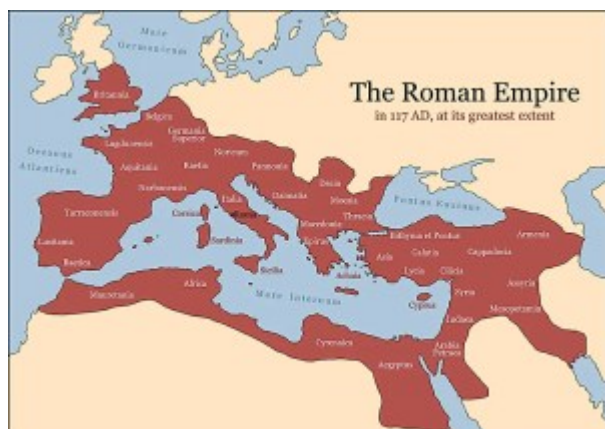 Mare
Germanicum
The Roman Empire
in 117 AD, at its greatest extent
Britannia
Belgica
Germania
Superior
Lugdunensis
Oceanus
Atlanticus
Noricum
Aquitania
Raetia
Pannonia
Dacia
Narbonensis
Italia
Dalmatia
Moesia
Pontus Euxinus
Tarraconensis
Corsica
Thracia
Macedonia
Bithynia et Pontus
Armenia
Lusitania
Sardinia
Epirus
Asia
Galatia
Cappadocia
Baetica
Sicilia
Achaia
Lycia
Cilicia
Assyria
Mauretania
Africa
Mare Internum
Cyprus
Syria
Mesopotamia
Iudaea
Cyrenaica
Arabia
Petraea
Aegyptus